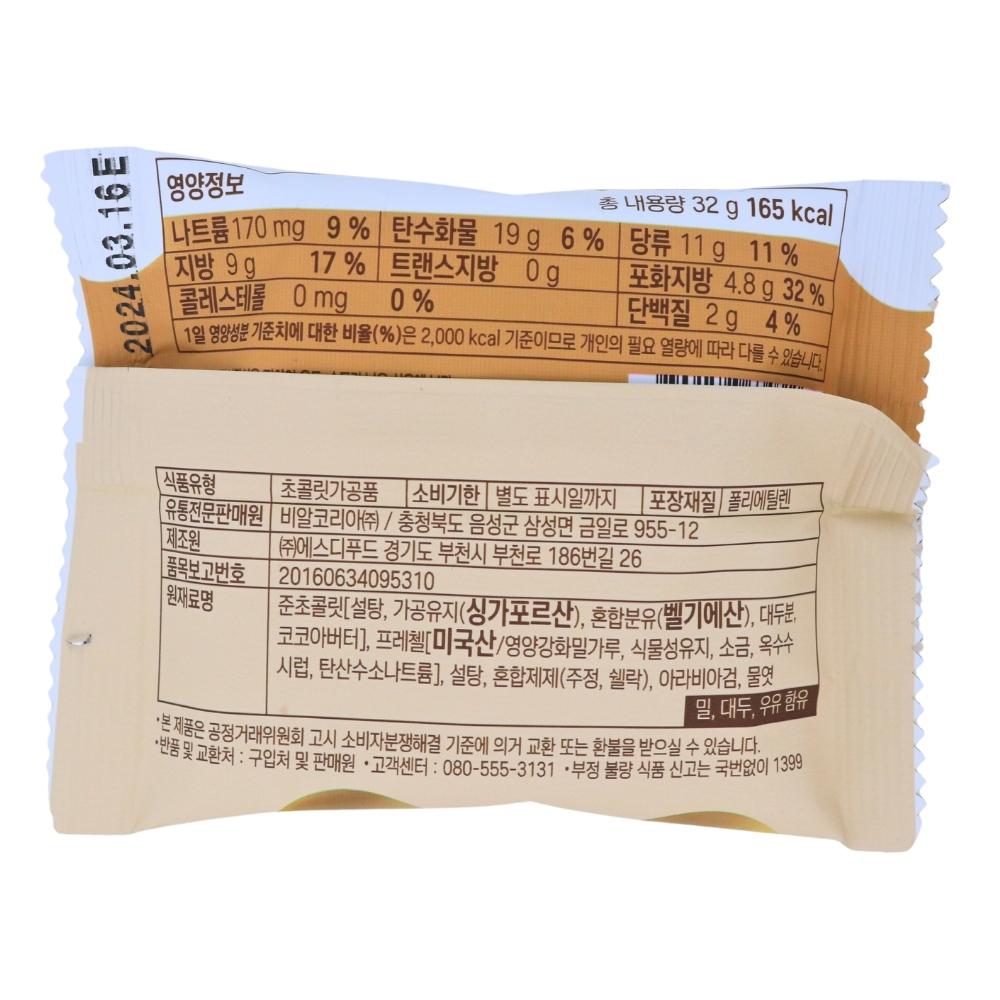 2024.03.16E
영양정보
총 내용량 32 g 165 kcal
나트륨 170 mg 9 % 탄수화물 19 g 6 % 당류 11 g 11 %
지방 9 g 17 % 트랜스지방 0 g 포화지방 4.8 g 32 %
콜레스테롤 0 mg 0 % 단백질 2 g 4 %
1일 영양성분 기준치에 대한 비율(%)은 2,000 kcal 기준이므로 개인의 필요 열량에 따라 다를 수 있습니다.
식품유형 초콜릿가공품 소비기한 별도 표시일까지 포장재질 폴리에틸렌
유통전문판매원 비알코리아㈜ / 충청북도 음성군 삼성면 금일로 955-12
제조원 ㈜에스디푸드 경기도 부천시 부천로 186번길 26
품목보고번호 20160634095310
원재료명 준초콜릿[설탕, 가공유지(싱가포르산), 혼합분유(벨기에산), 대두분,
코코아버터], 프레첼[미국산/영양강화밀가루, 식물성유지, 소금, 옥수수
시럽, 탄산수소나트륨], 설탕, 혼합제제(주정, 쉘락), 아라비아검, 물엿
밀, 대두, 우유 함유
•본 제품은 공정거래위원회 고시 소비자분쟁해결 기준에 의거 교환 또는 환불을 받으실 수 있습니다.
•반품 및 교환처 : 구입처 및 판매원 •고객센터 : 080-555-3131 •부정 불량 식품 신고는 국번없이 1399